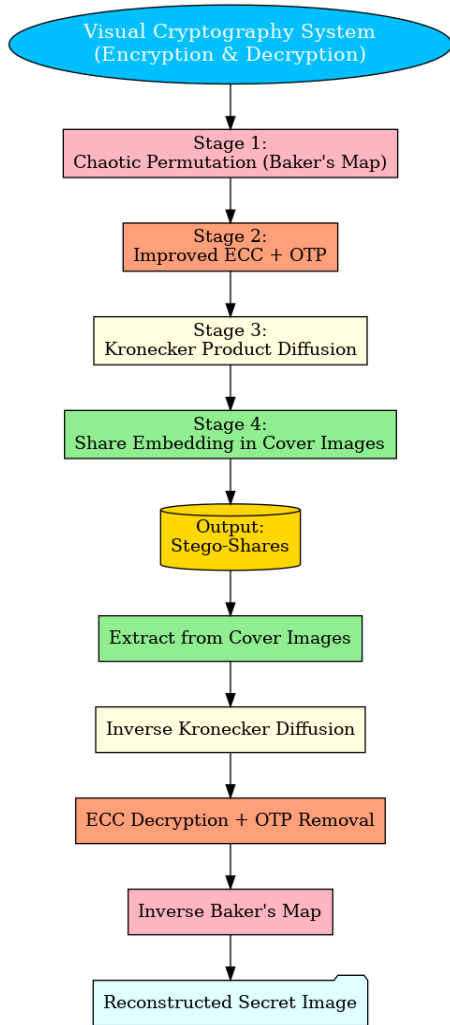 Visual Cryptography System
(Encryption & Decryption)
Stage 1:
Chaotic Permutation (Baker's Map)
Stage 2:
Improved ECC + OTP
Stage 3:
Kronecker Product Diffusion
Stage 4:
Share Embedding in Cover Images
Output:
Stego-Shares
Extract from Cover Images
Inverse Kronecker Diffusion
ECC Decryption + OTP Removal
Inverse Baker's Map
Reconstructed Secret Image